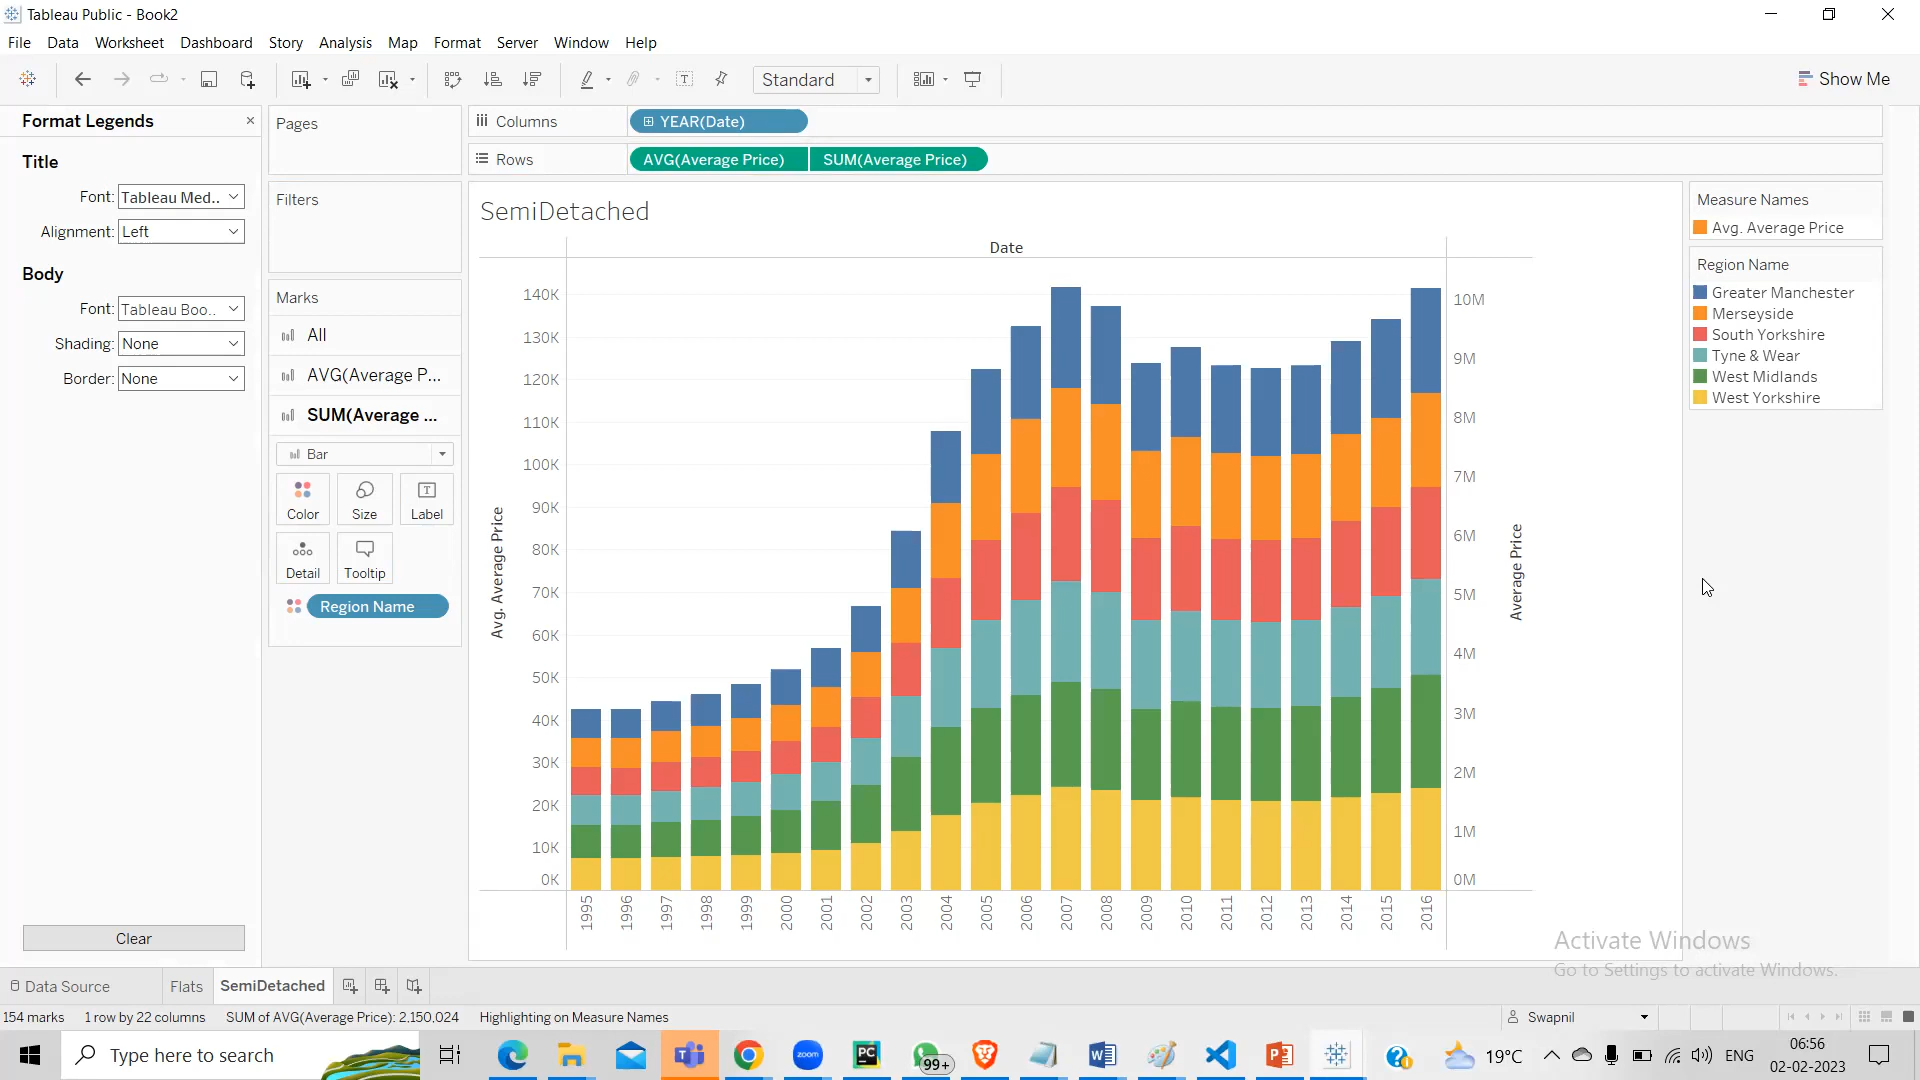 Tableau Public - Book2
File Data Worksheet Dashboard Story Analysis Map Format Server Window Help
Standard
Show Me
Format Legends
Title
Font: Tableau Med..
Alignment: Left
Body
Font: Tableau Boo..
Shading: None
Border: None
Clear
Pages
Filters
Marks
All
AVG(Average P...
SUM(Average ...
Bar
Color Size Label
Detail Tooltip
Region Name
Columns YEAR(Date)
Rows AVG(Average Price) SUM(Average Price)
SemiDetached
Date
140K
130K
120K
110K
100K
90K
80K
70K
60K
50K
40K
30K
20K
10K
0K
Avg. Average Price
10M
9M
8M
7M
6M
5M
4M
3M
2M
1M
0M
Average Price
1995 1996 1997 1998 1999 2000 2001 2002 2003 2004 2005 2006 2007 2008 2009 2010 2011 2012 2013 2014 2015 2016
Measure Names
Avg. Average Price
Region Name
Greater Manchester
Merseyside
South Yorkshire
Tyne & Wear
West Midlands
West Yorkshire
Activate Windows
Go to Settings to activate Windows.
Data Source Flats SemiDetached
154 marks 1 row by 22 columns SUM of AVG(Average Price): 2,150,024 Highlighting on Measure Names Swapnil
Type here to search
zoom
PC
99+
19°C
ENG
06:56
02-02-2023